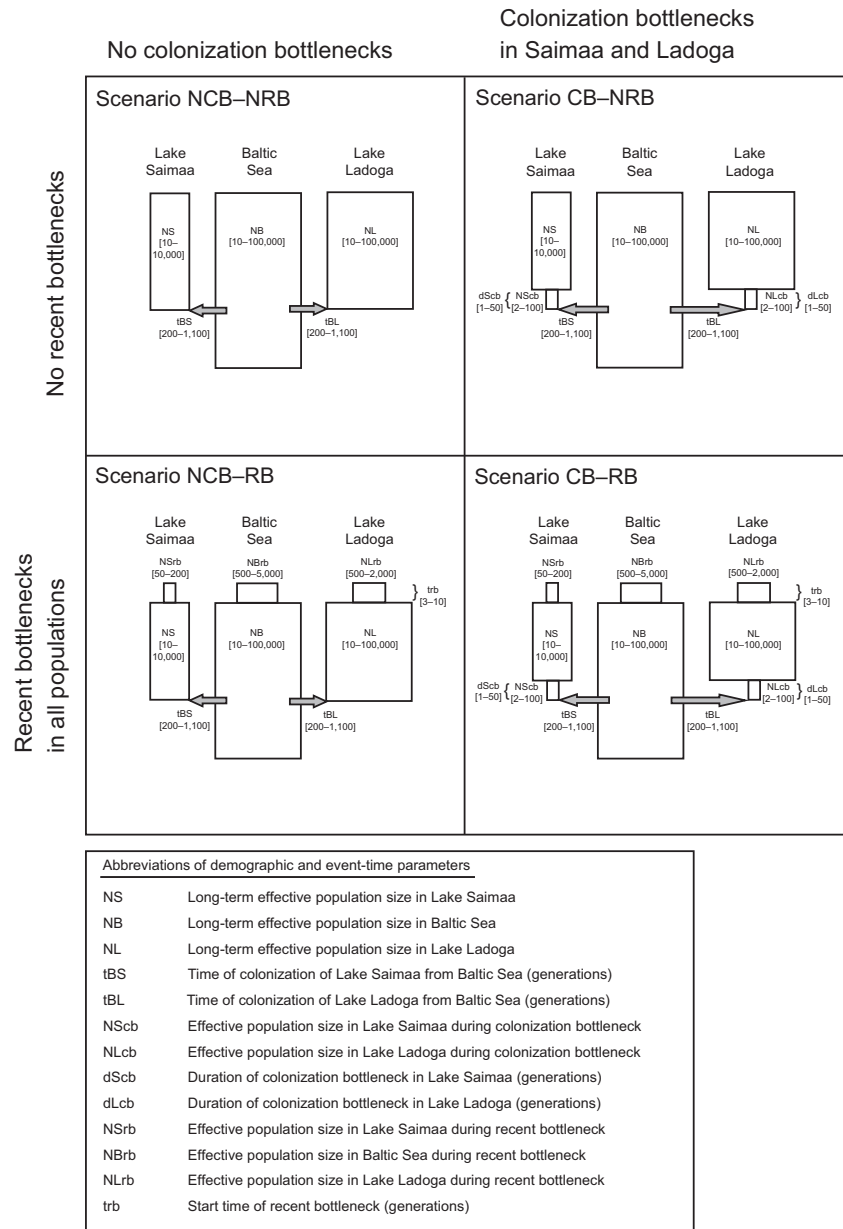 No colonization bottlenecks
Colonization bottlenecks
in Saimaa and Ladoga
No recent bottlenecks
Scenario NCB–NRB
Lake
Saimaa
Baltic
Sea
Lake
Ladoga
NS
[10–
10,000]
NB
[10–100,000]
NL
[10–100,000]
tBS
[200–1,100]
tBL
[200–1,100]
Scenario CB–NRB
Lake
Saimaa
Baltic
Sea
Lake
Ladoga
NS
[10–
10,000]
NB
[10–100,000]
NL
[10–100,000]
dScb
[1–50]
{
NScb
[2–100]
NLcb
[2–100]
}
dLcb
[1–50]
tBS
[200–1,100]
tBL
[200–1,100]
Recent bottlenecks
in all populations
Scenario NCB–RB
Lake
Saimaa
Baltic
Sea
Lake
Ladoga
NSrb
[50–200]
NBrb
[500–5,000]
NLrb
[500–2,000]
}
trb
[3–10]
NS
[10–
10,000]
NB
[10–100,000]
NL
[10–100,000]
tBS
[200–1,100]
tBL
[200–1,100]
Scenario CB–RB
Lake
Saimaa
Baltic
Sea
Lake
Ladoga
NSrb
[50–200]
NBrb
[500–5,000]
NLrb
[500–2,000]
}
trb
[3–10]
NS
[10–
10,000]
NB
[10–100,000]
NL
[10–100,000]
dScb
[1–50]
{
NScb
[2–100]
NLcb
[2–100]
}
dLcb
[1–50]
tBS
[200–1,100]
tBL
[200–1,100]
Abbreviations of demographic and event-time parameters
NS Long-term effective population size in Lake Saimaa
NB Long-term effective population size in Baltic Sea
NL Long-term effective population size in Lake Ladoga
tBS Time of colonization of Lake Saimaa from Baltic Sea (generations)
tBL Time of colonization of Lake Ladoga from Baltic Sea (generations)
NScb Effective population size in Lake Saimaa during colonization bottleneck
NLcb Effective population size in Lake Ladoga during colonization bottleneck
dScb Duration of colonization bottleneck in Lake Saimaa (generations)
dLcb Duration of colonization bottleneck in Lake Ladoga (generations)
NSrb Effective population size in Lake Saimaa during recent bottleneck
NBrb Effective population size in Baltic Sea during recent bottleneck
NLrb Effective population size in Lake Ladoga during recent bottleneck
trb Start time of recent bottleneck (generations)